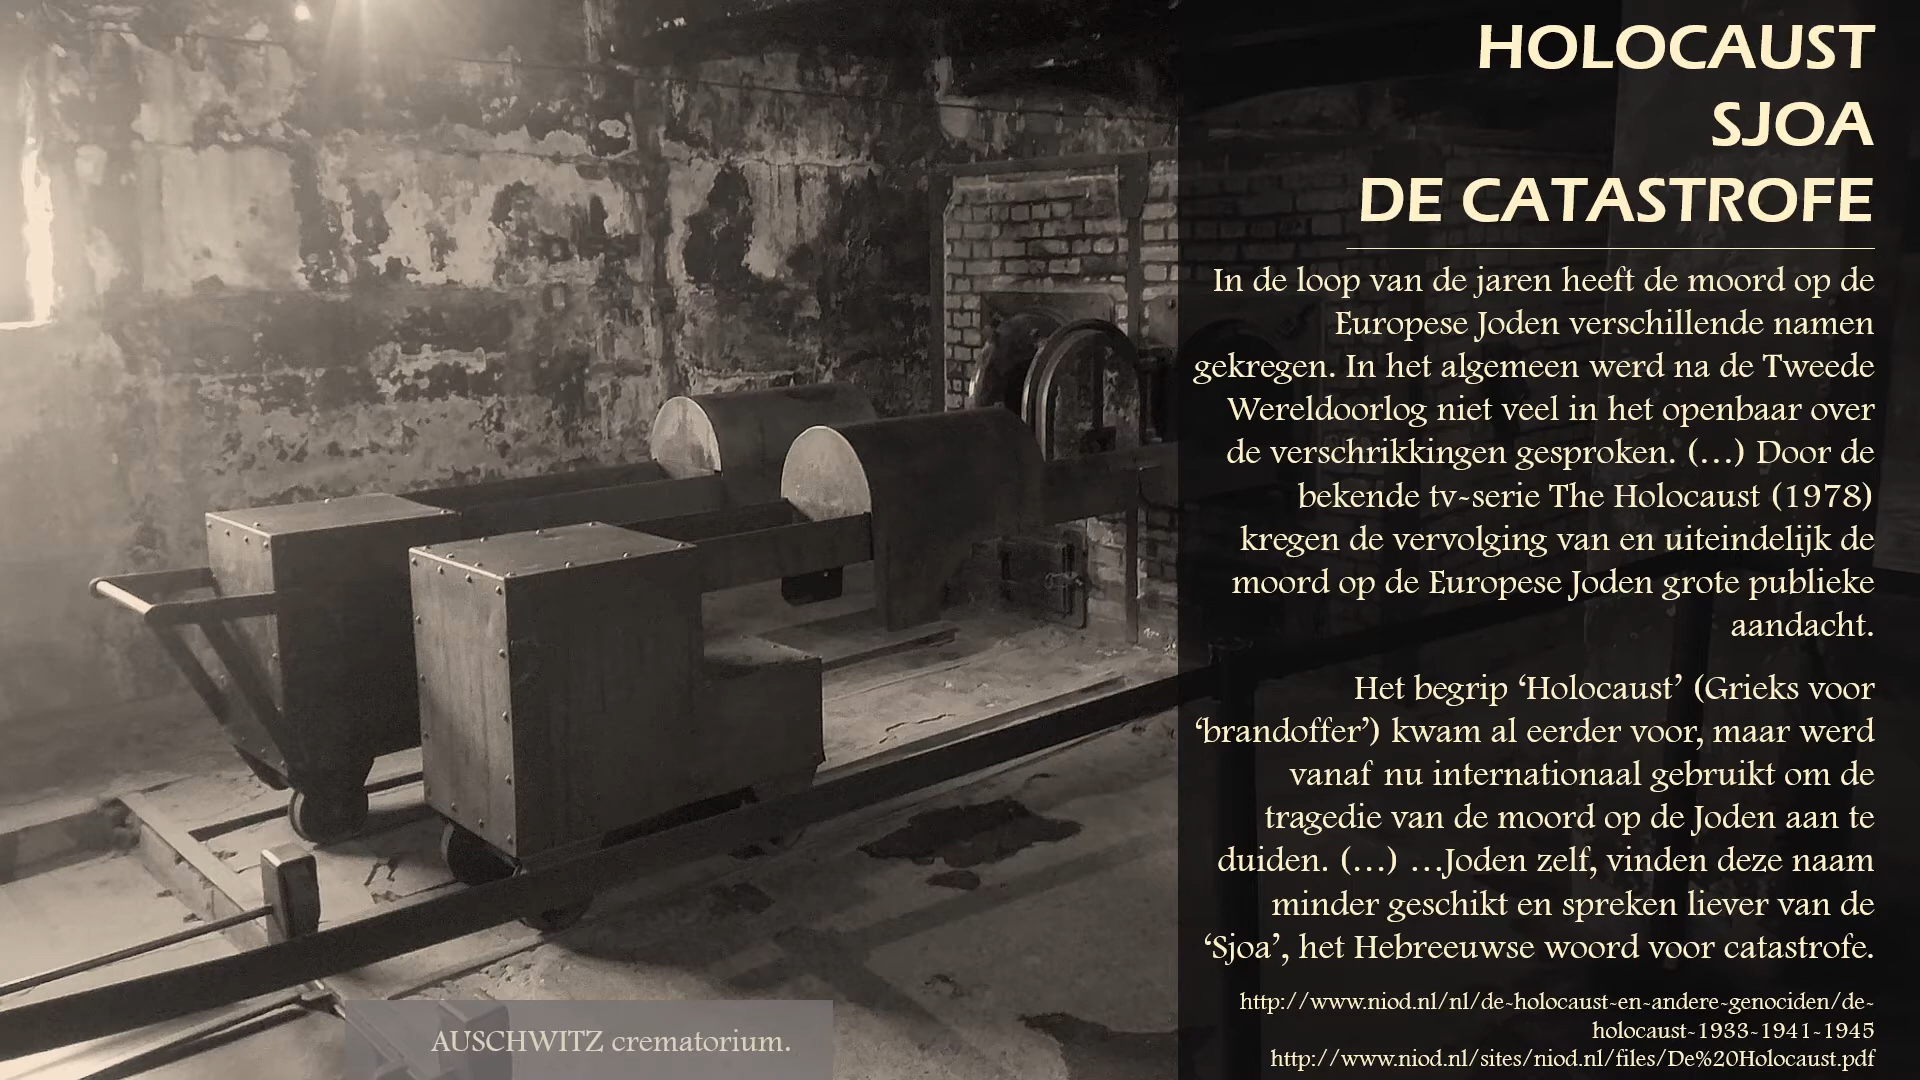 HOLOCAUST
SJOA
DE CATASTROFE
In de loop van de jaren heeft de moord op de
Europese Joden verschillende namen
gekregen. In het algemeen werd na de Tweede
Wereldoorlog niet veel in het openbaar over
de verschrikkingen gesproken. (…) Door de
bekende tv-serie The Holocaust (1978)
kregen de vervolging van en uiteindelijk de
moord op de Europese Joden grote publieke
aandacht.
Het begrip ‘Holocaust’ (Grieks voor
‘brandoffer’) kwam al eerder voor, maar werd
vanaf nu internationaal gebruikt om de
tragedie van de moord op de Joden aan te
duiden. (…) …Joden zelf, vinden deze naam
minder geschikt en spreken liever van de
‘Sjoa’, het Hebreeuwse woord voor catastrofe.
http://www.niod.nl/nl/de-holocaust-en-andere-genociden/de-
holocaust-1933-1941-1945
http://www.niod.nl/sites/niod.nl/files/De%20Holocaust.pdf
AUSCHWITZ crematorium.